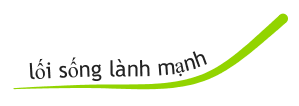 lối sống lành mạnh